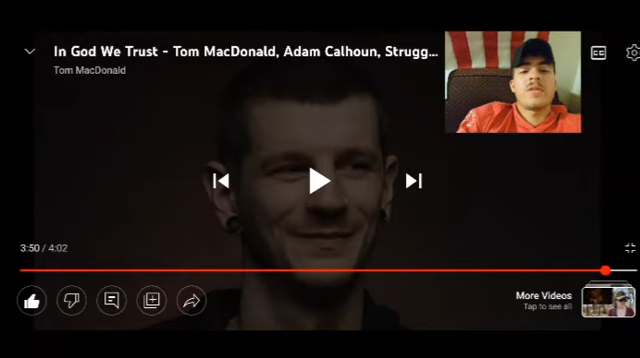 In God We Trust - Tom MacDonald, Adam Calhoun, Strugg...
Tom MacDonald
CC
3:50 / 4:02
More Videos
Tap to see all